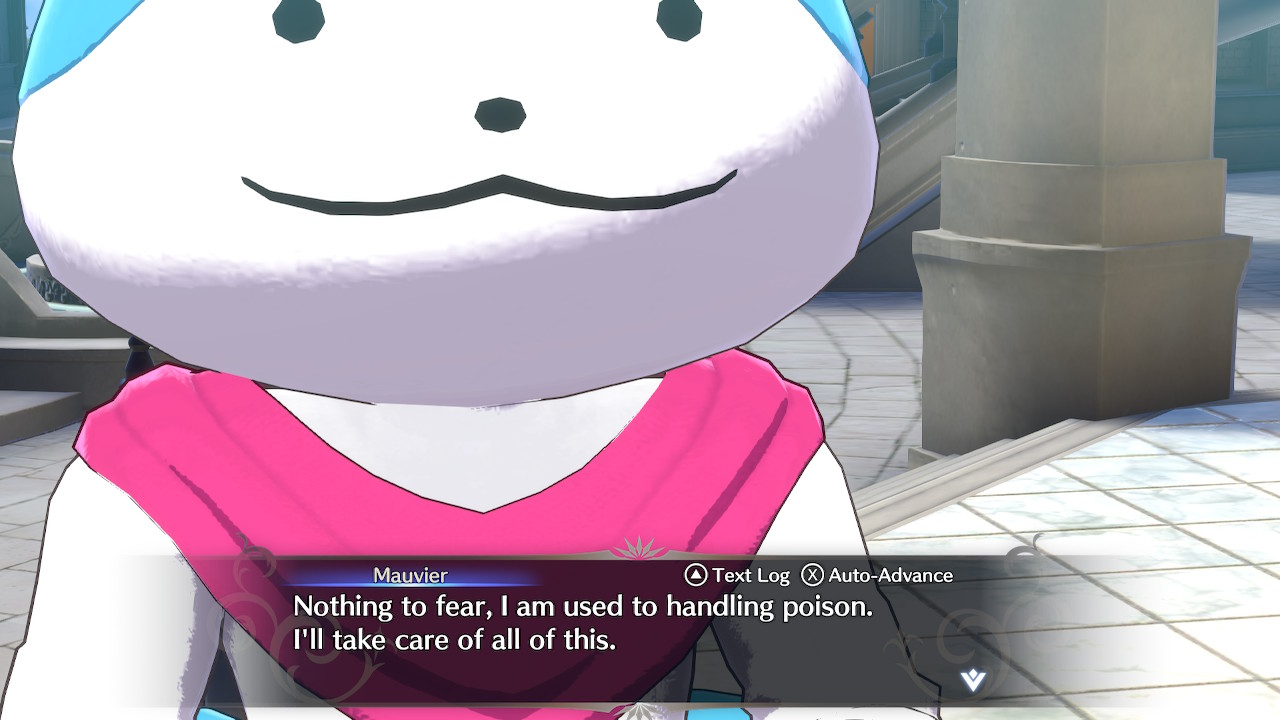 Mauvier
Text Log
X Auto-Advance
Nothing to fear, I am used to handling poison.
I'll take care of all of this.